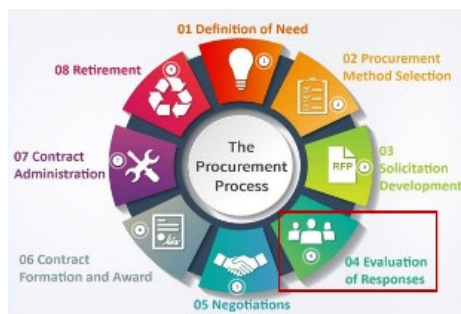 01 Definition of Need
02 Procurement
Method Selection
03
Solicitation
Development
RFP
04 Evaluation
of Responses
05 Negotiations
06 Contract
Formation and Award
07 Contract
Administration
08 Retirement
The
Procurement
Process